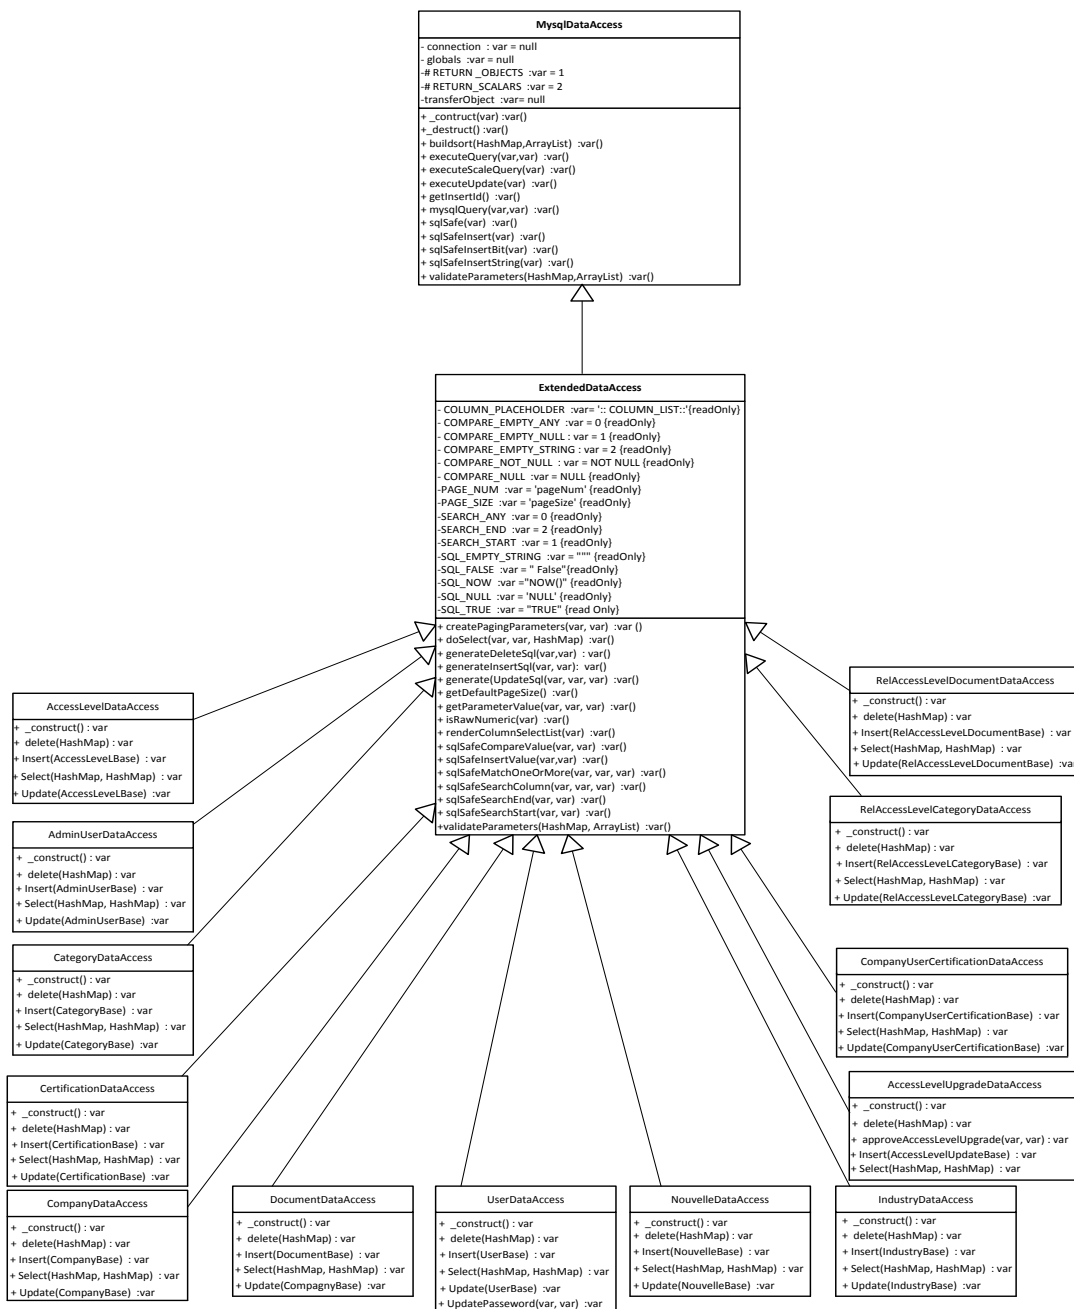 MysqlDataAccess
- connection : var = null
- globals :var = null
-# RETURN _OBJECTS :var = 1
-# RETURN_SCALARS :var = 2
-transferObject :var= null
+ _contruct(var) :var()
+_destruct() :var()
+ buildsort(HashMap,ArrayList) :var()
+ executeQuery(var,var) :var()
+ executeScaleQuery(var) :var()
+ executeUpdate(var) :var()
+ getInsertId() :var()
+ mysqlQuery(var,var) :var()
+ sqlSafe(var) :var()
+ sqlSafeInsert(var) :var()
+ sqlSafeInsertBit(var) :var()
+ sqlSafeInsertString(var) :var()
+ validateParameters(HashMap,ArrayList) :var()
ExtendedDataAccess
- COLUMN_PLACEHOLDER :var= ':: COLUMN_LIST::'{readOnly}
- COMPARE_EMPTY_ANY :var = 0 {readOnly}
- COMPARE_EMPTY_NULL : var = 1 {readOnly}
- COMPARE_EMPTY_STRING : var = 2 {readOnly}
- COMPARE_NOT_NULL : var = NOT NULL {readOnly}
- COMPARE_NULL :var = NULL {readOnly}
-PAGE_NUM :var = 'pageNum' {readOnly}
-PAGE_SIZE :var = 'pageSize' {readOnly}
-SEARCH_ANY :var = 0 {readOnly}
-SEARCH_END :var = 2 {readOnly}
-SEARCH_START :var = 1 {readOnly}
-SQL_EMPTY_STRING :var = """ {readOnly}
-SQL_FALSE :var = " False"{readOnly}
-SQL_NOW :var ="NOW()" {readOnly}
-SQL_NULL :var = 'NULL' {readOnly}
-SQL_TRUE :var = "TRUE" {read Only}
+ createPagingParameters(var, var) :var ()
+ doSelect(var, var, HashMap) :var()
+ generateDeleteSql(var,var) : var()
+ generateInsertSql(var, var): var()
+ generate(UpdateSql(var, var, var) :var()
+ getDefaultPageSize() :var()
+ getParameterValue(var, var, var) :var()
+ isRawNumeric(var) :var()
+ renderColumnSelectList(var) :var()
+ sqlSafeCompareValue(var, var) :var()
+ sqlSafeInsertValue(var,var) :var()
+ sqlSafeMatchOneOrMore(var, var, var) :var()
+ sqlSafeSearchColumn(var, var, var) :var()
+ sqlSafeSearchEnd(var, var) :var()
+ sqlSafeSearchStart(var, var) :var()
+validateParameters(HashMap, ArrayList) :var()
AccessLevelDataAccess
+ _construct() : var
+ delete(HashMap) : var
+ Insert(AccessLeveLBase) : var
+ Select(HashMap, HashMap) : var
+ Update(AccessLeveLBase) :var
AdminUserDataAccess
+ _construct() : var
+ delete(HashMap) : var
+ Insert(AdminUserBase) : var
+ Select(HashMap, HashMap) : var
+ Update(AdminUserBase) :var
CategoryDataAccess
+ _construct() : var
+ delete(HashMap) : var
+ Insert(CategoryBase) : var
+ Select(HashMap, HashMap) : var
+ Update(CategoryBase) :var
CertificationDataAccess
+ _construct() : var
+ delete(HashMap) : var
+ Insert(CertificationBase) : var
+ Select(HashMap, HashMap) : var
+ Update(CertificationBase) : var
CompanyDataAccess
+ _construct() : var
+ delete(HashMap) : var
+ Insert(CompanyBase) : var
+ Select(HashMap, HashMap) : var
+ Update(CompanyBase) : var
DocumentDataAccess
+ _construct() : var
+ delete(HashMap) : var
+ Insert(DocumentBase) : var
+ Select(HashMap, HashMap) : var
+ Update(CompagnyBase) :var
UserDataAccess
+ _construct() : var
+ delete(HashMap) : var
+ Insert(UserBase) : var
+ Select(HashMap, HashMap) : var
+ Update(UserBase) : var
+ UpdatePasseword(var, var) : var
NouvelleDataAccess
+ _construct() : var
+ delete(HashMap) : var
+ Insert(NouvelleBase) : var
+ Select(HashMap, HashMap) : var
+ Update(NouvelleBase) :var
IndustryDataAccess
+ _construct() : var
+ delete(HashMap) : var
+ Insert(IndustryBase) : var
+ Select(HashMap, HashMap) : var
+ Update(IndustryBase) :var
AccessLevelUpgradeDataAccess
+ _construct() : var
+ delete(HashMap) : var
+ approveAccessLevelUpgrade(var, var) : var
+ Insert(AccessLevelUpdateBase) : var
+ Select(HashMap, HashMap) : var
CompanyUserCertificationDataAccess
+ _construct() : var
+ delete(HashMap) : var
+ Insert(CompanyUserCertificationBase) : var
+ Select(HashMap, HashMap) : var
+ Update(CompanyUserCertificationBase) :var
RelAccessLevelCategoryDataAccess
+ _construct() : var
+ delete(HashMap) : var
+ Insert(RelAccessLeveLCategoryBase) : var
+ Select(HashMap, HashMap) : var
+ Update(RelAccessLeveLCategoryBase) : var
RelAccessLevelDocumentDataAccess
+ _construct() : var
+ delete(HashMap) : var
+ Insert(RelAccessLeveLDocumentBase) : var
+ Select(HashMap, HashMap) : var
+ Update(RelAccessLeveLDocumentBase) :var